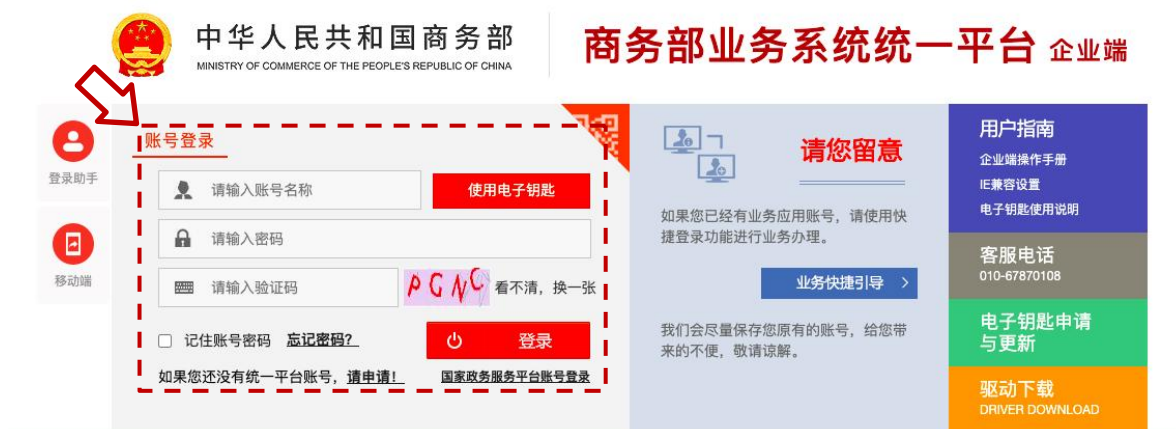 中华人民共和国商务部
MINISTRY OF COMMERCE OF THE PEOPLE'S REPUBLIC OF CHINA
商务部业务系统统一平台 企业端
登录助手
移动端
账号登录
请输入账号名称
使用电子钥匙
请输入密码
请输入验证码
PGNC
看不清，换一张
记住账号密码 忘记密码？
登录
如果您还没有统一平台账号，请申请！
国家政务服务平台账号登录
请您留意
如果您已经有业务应用账号，请使用快
捷登录功能进行业务办理。
业务快捷引导 >
我们会尽量保存您原有的账号，给您带
来的不便，敬请谅解。
用户指南
企业端操作手册
IE兼容设置
电子钥匙使用说明
客服电话
010-67870108
电子钥匙申请
与更新
驱动下载
DRIVER DOWNLOAD